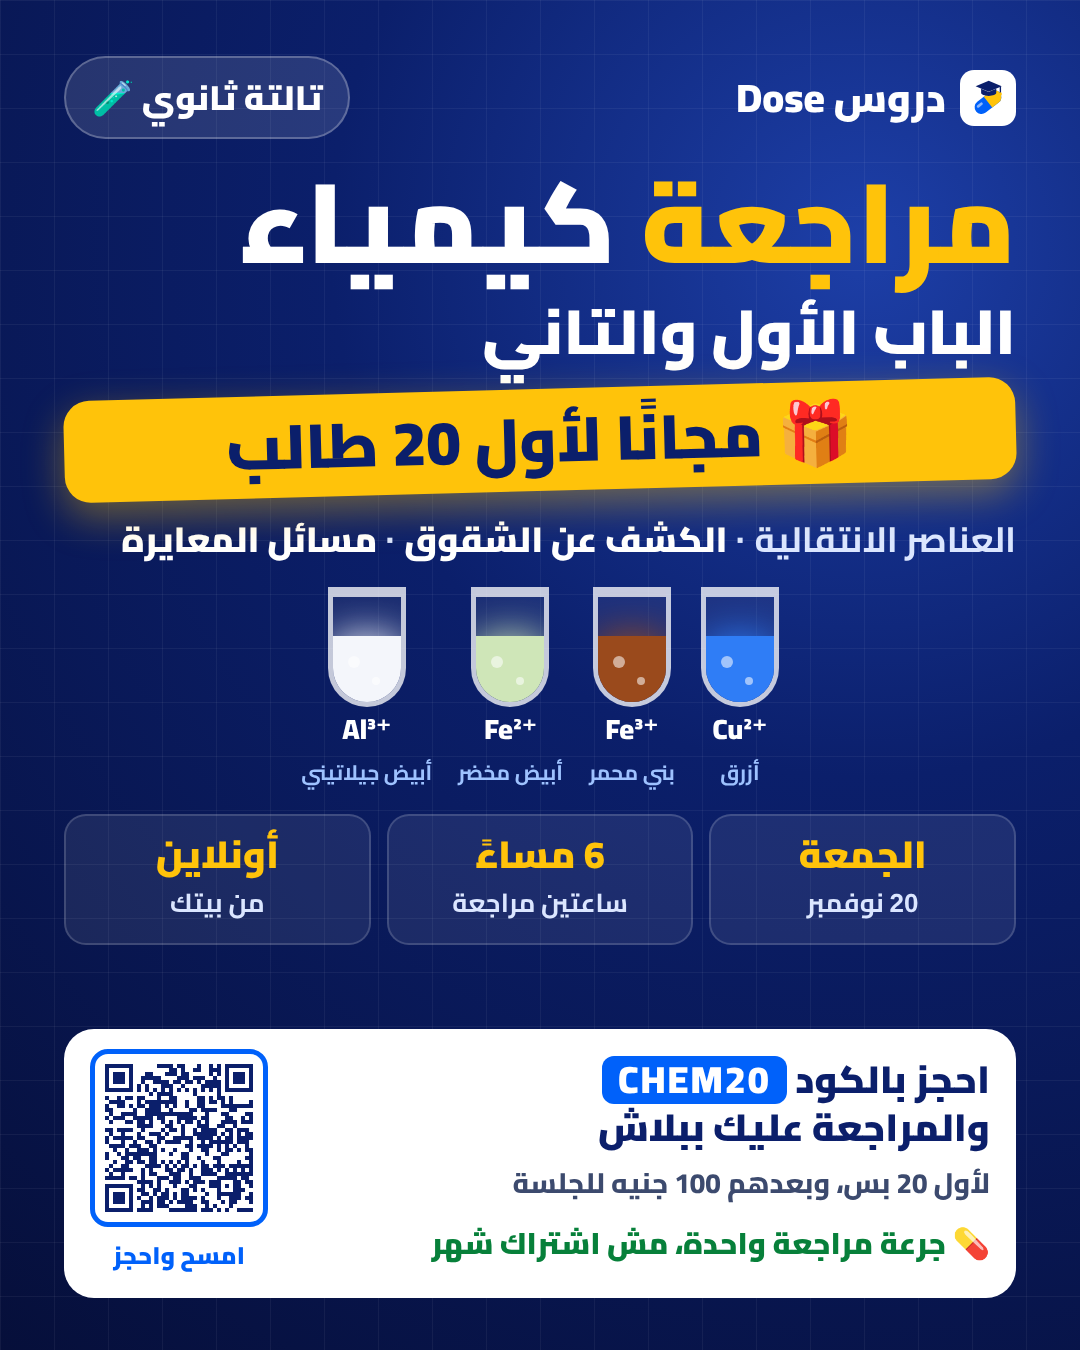 دروس Dose
تالتة ثانوي
مراجعة كيمياء
الباب الأول والتاني
مجانًا لأول 20 طالب
العناصر الانتقالية · الكشف عن الشقوق · مسائل المعايرة
Cu²⁺
أزرق
Fe³⁺
بني محمر
Fe²⁺
أبيض مخضر
Al³⁺
أبيض جيلاتيني
الجمعة
20 نوفمبر
6 مساءً
ساعتين مراجعة
أونلاين
من بيتك
احجز بالكود CHEM20
والمراجعة عليك ببلاش
لأول 20 بس، وبعدهم 100 جنيه للجلسة
جرعة مراجعة واحدة، مش اشتراك شهر
امسح واحجز